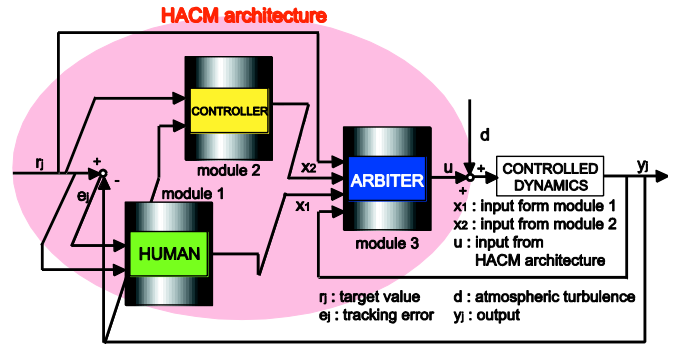 HACM architecture
CONTROLLER
module 2
rj
+
-
ej
module 1
HUMAN
x2
x1
ARBITER
module 3
u
d
+
+
CONTROLLED
DYNAMICS
yj
x1 : input form module 1
x2 : input from module 2
u : input from
HACM architecture
rj : target value
d : atmospheric turbulence
ej : tracking error
yj : output